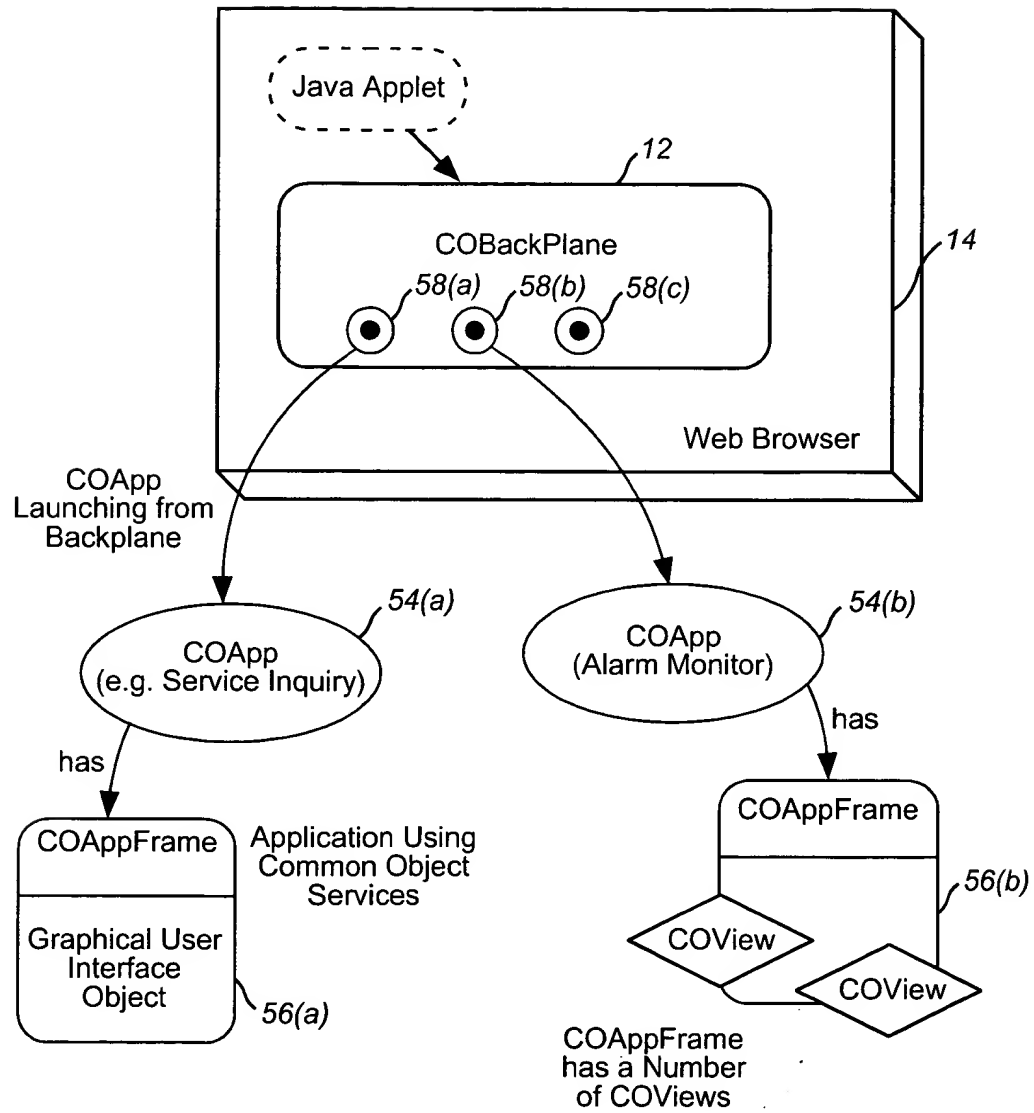 Java Applet
12
COBackPlane
14
58(a)
58(b)
58(c)
Web Browser
COApp
Launching from
Backplane
54(a)
COApp
(e.g. Service Inquiry)
54(b)
COApp
(Alarm Monitor)
has
has
COAppFrame
Application Using
Common Object
Services
COAppFrame
56(b)
Graphical User
Interface
Object
56(a)
COView
COView
COAppFrame
has a Number
of COViews